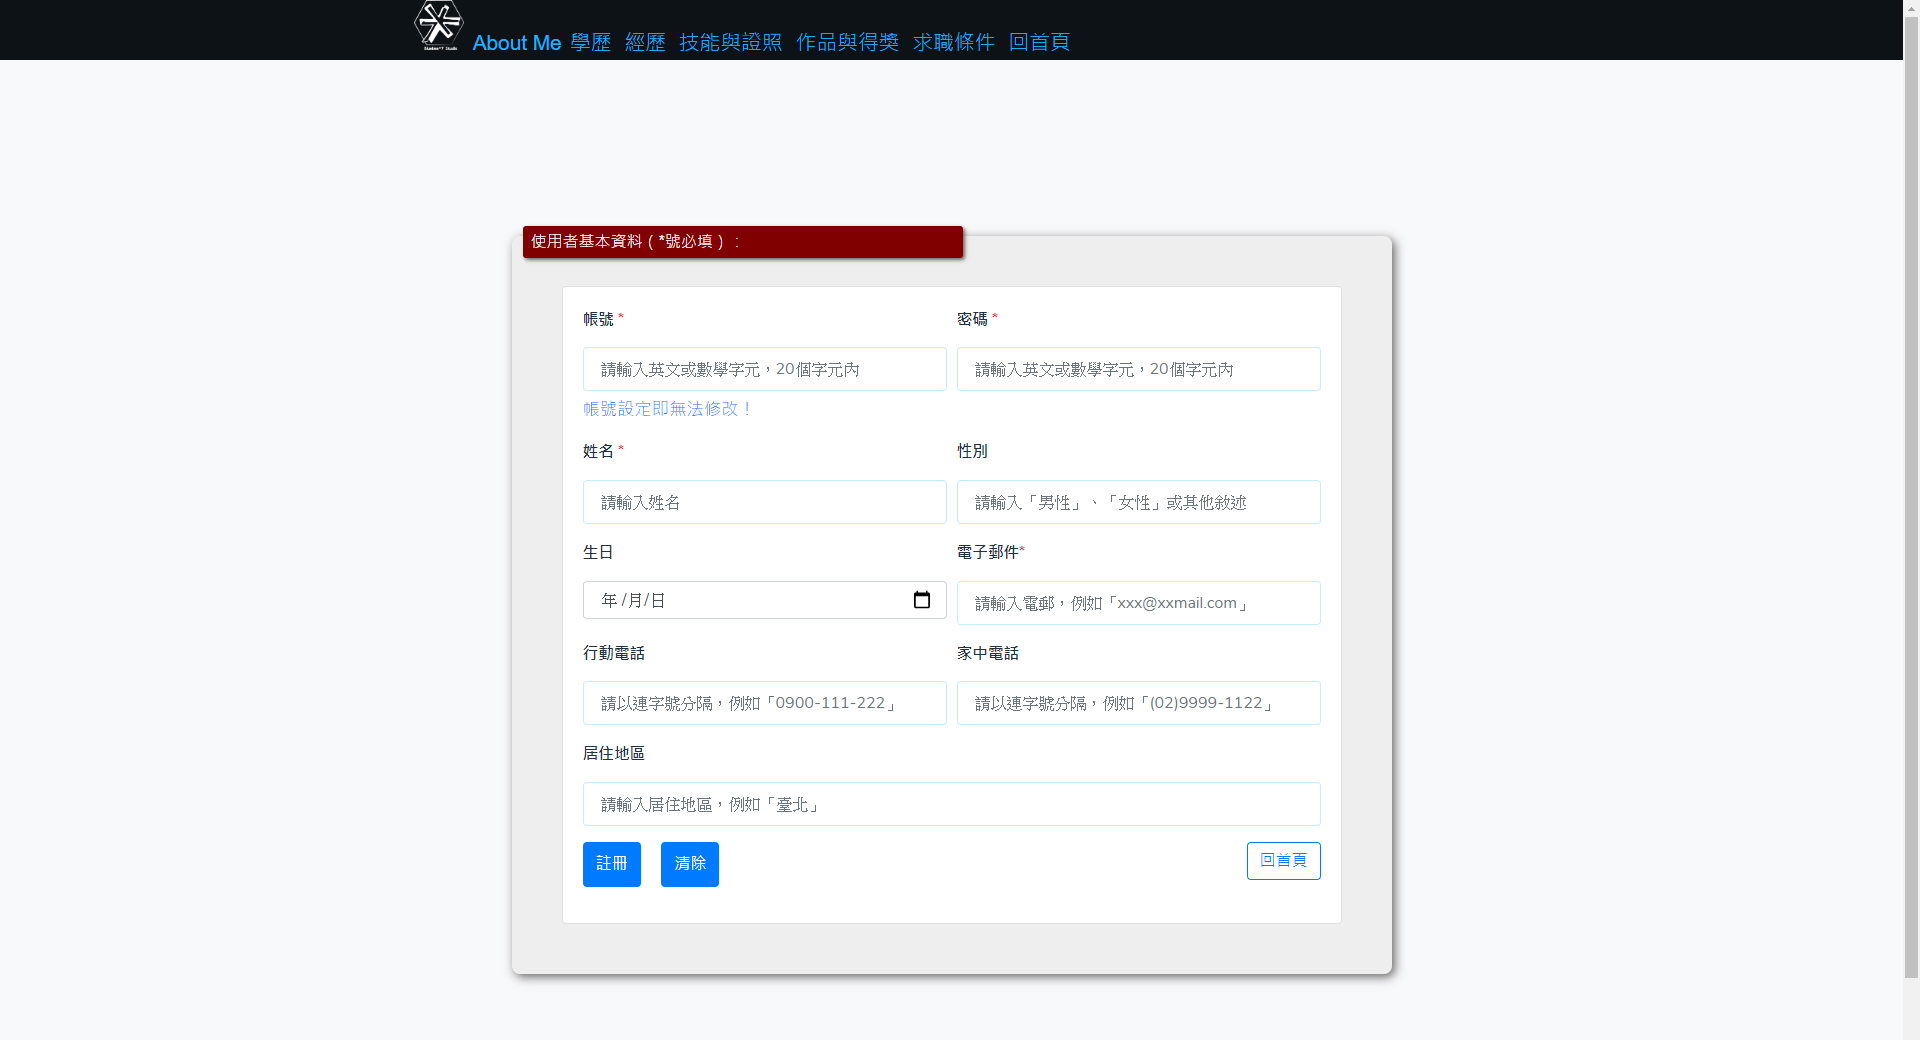 About Me 學歷 經歷 技能與證照 作品與得獎 求職條件 回首頁
使用者基本資料 ( *號必填 ) ：
帳號 * 密碼 *
請輸入英文或數學字元，20個字元內 請輸入英文或數學字元，20個字元內
帳號設定即無法修改！
姓名 * 性別
請輸入姓名 請輸入「男性」、「女性」或其他敘述
生日 電子郵件*
年 /月/日 請輸入電郵，例如「xxx@xxmail.com」
行動電話 家中電話
請以連字號分隔，例如「0900-111-222」 請以連字號分隔，例如「(02)9999-1122」
居住地區
請輸入居住地區，例如「臺北」
註冊 清除 回首頁